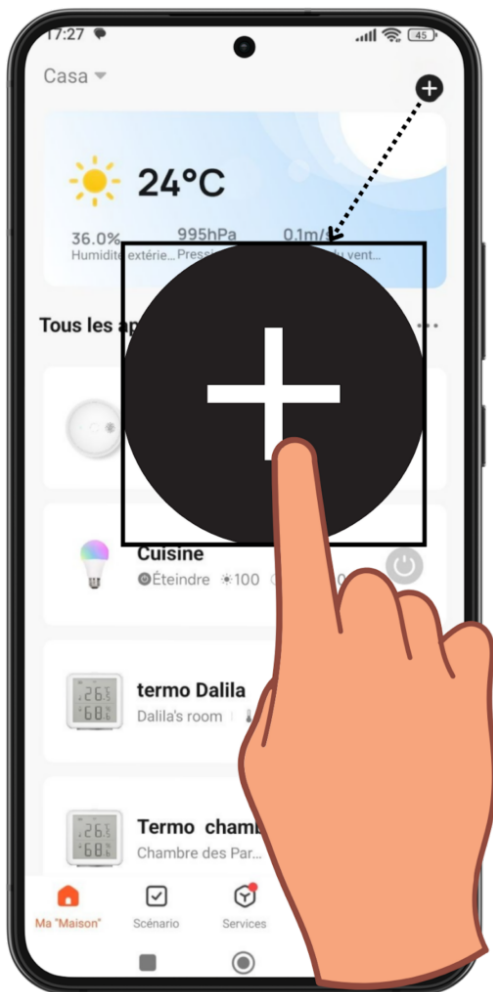 17:27
45
Casa
24°C
36.0% 995hPa 0.1m/s
Humidité extérie... Press u vent...
Tous les ap
Cuisine
Éteindre 100
termo Dalila
Dalila's room
Termo chamb
Chambre des Par...
Ma "Maison" Scénario Services